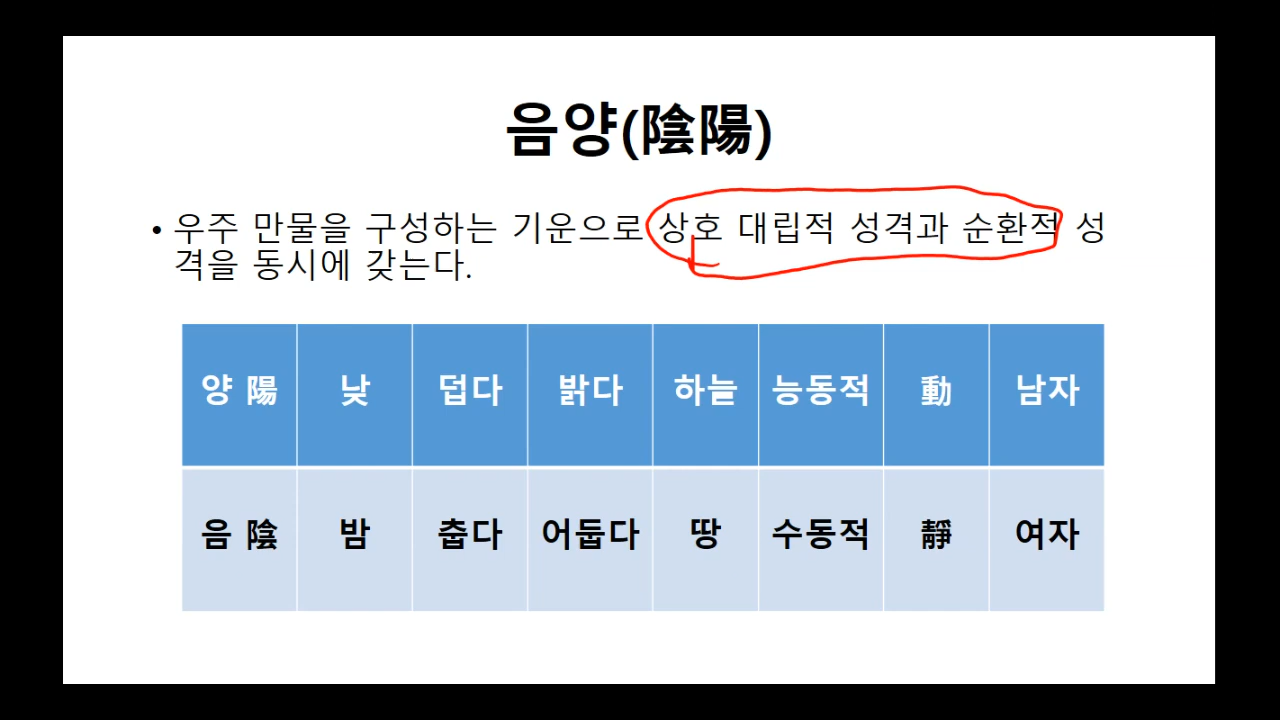 음양(陰陽)
• 우주 만물을 구성하는 기운으로 상호 대립적 성격과 순환적 성
격을 동시에 갖는다.
양 陽 낮 덥다 밝다 하늘 능동적 動 남자
음 陰 밤 춥다 어둡다 땅 수동적 靜 여자